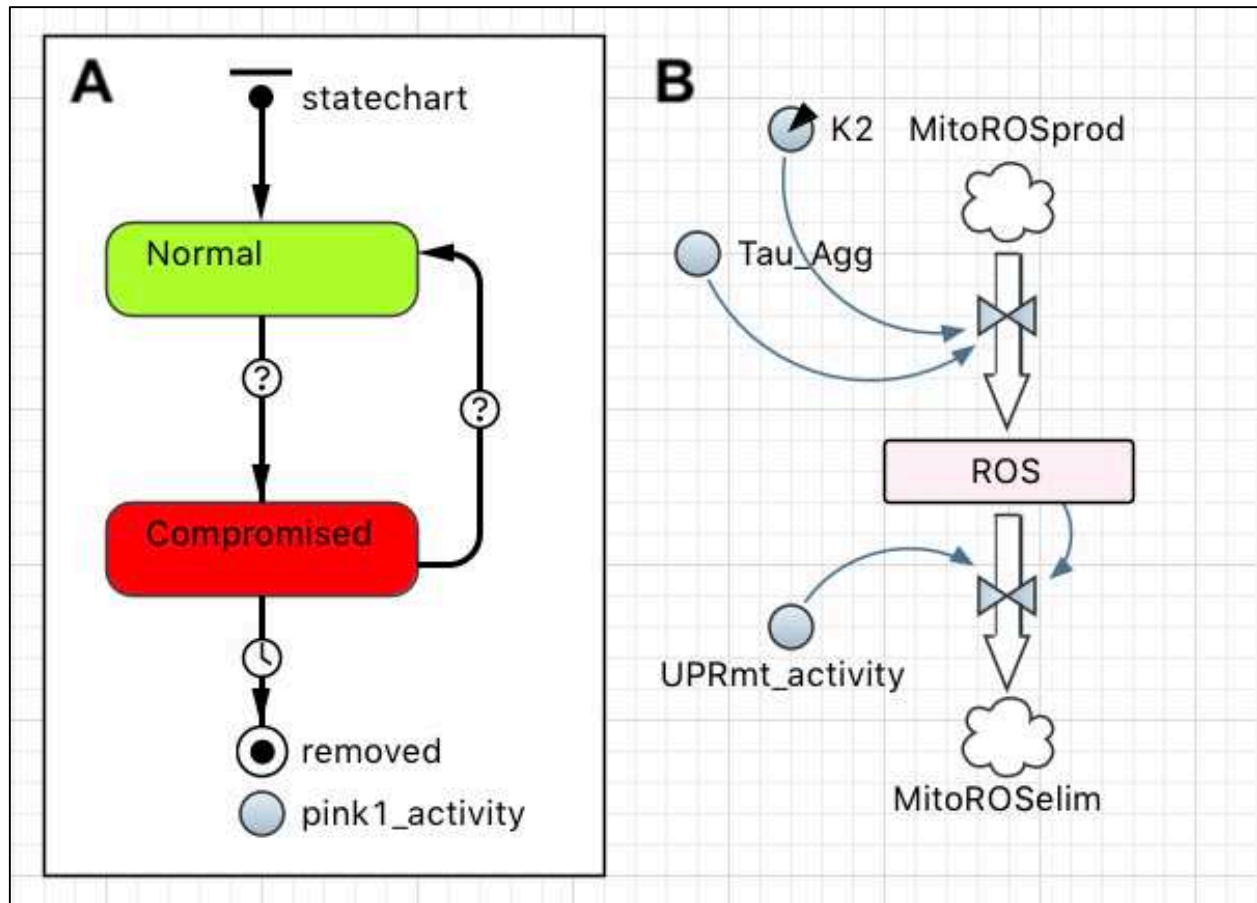 A
statechart
Normal
?
?
Compromised
removed
pink1_activity
B
K2
MitoROSprod
Tau_Agg
ROS
UPRmt_activity
MitoROSelim